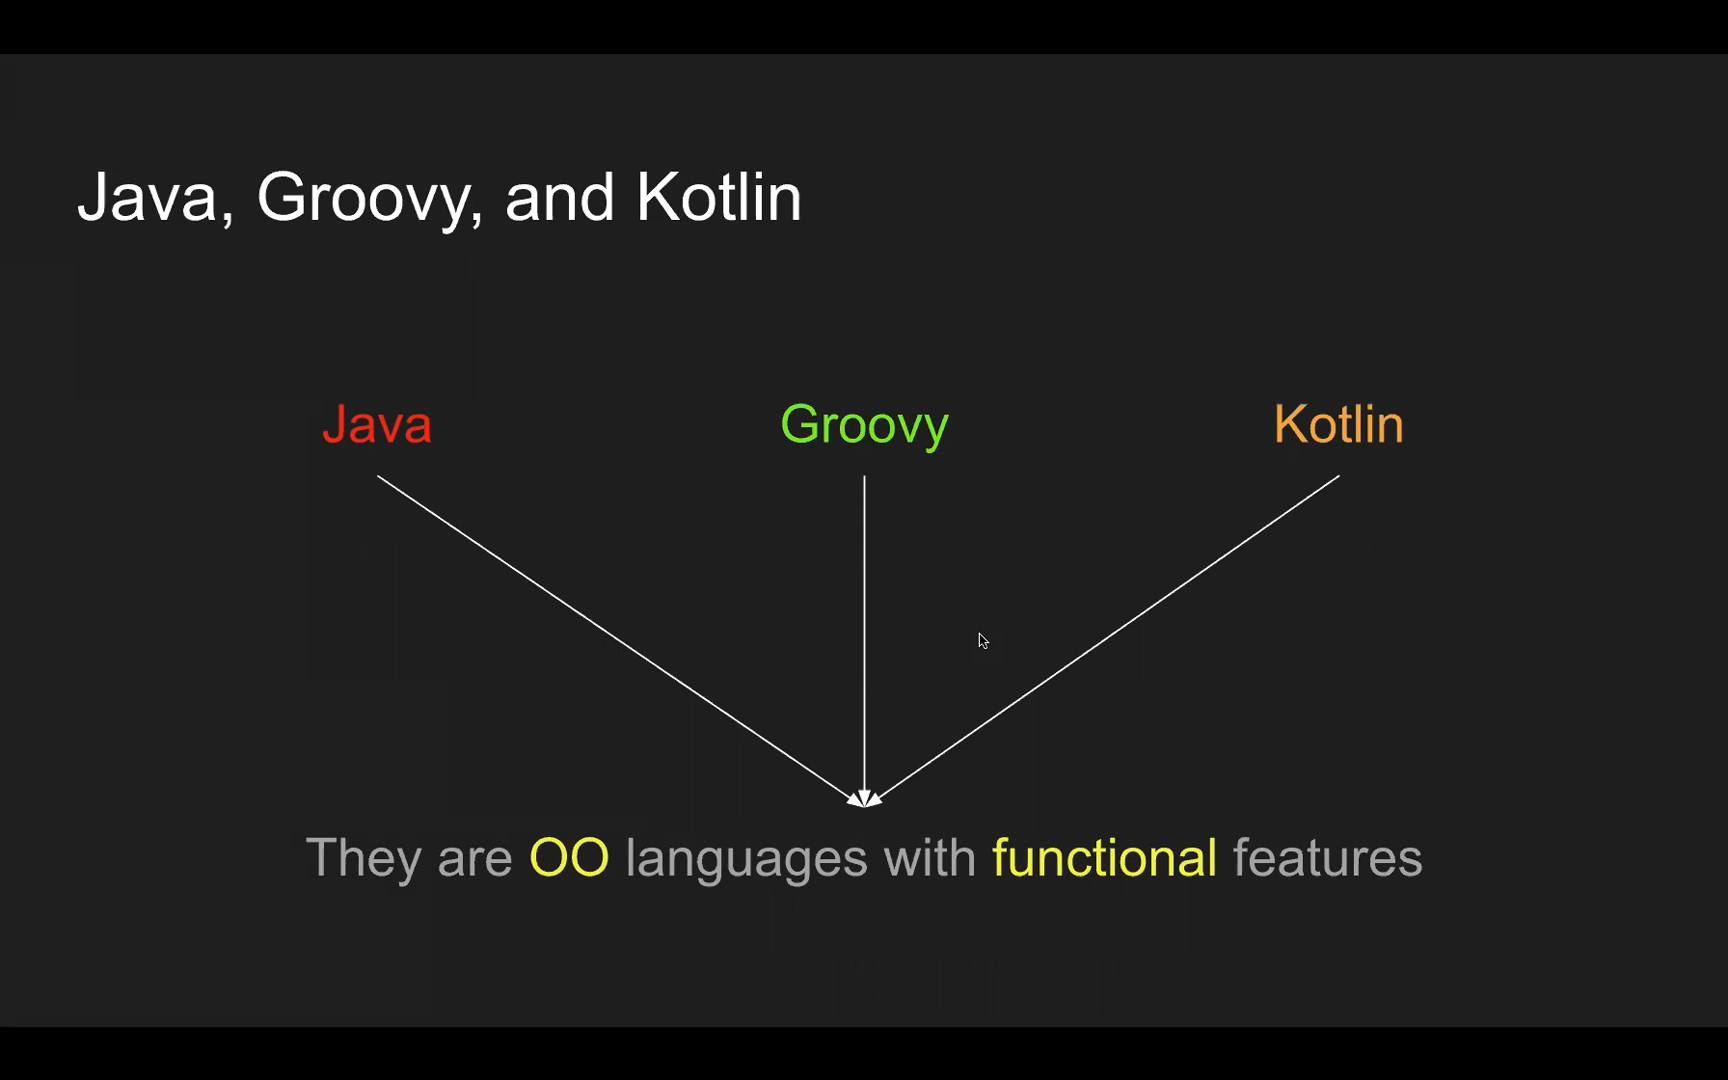 Java, Groovy, and Kotlin
Java
Groovy
Kotlin
They are OO languages with functional features